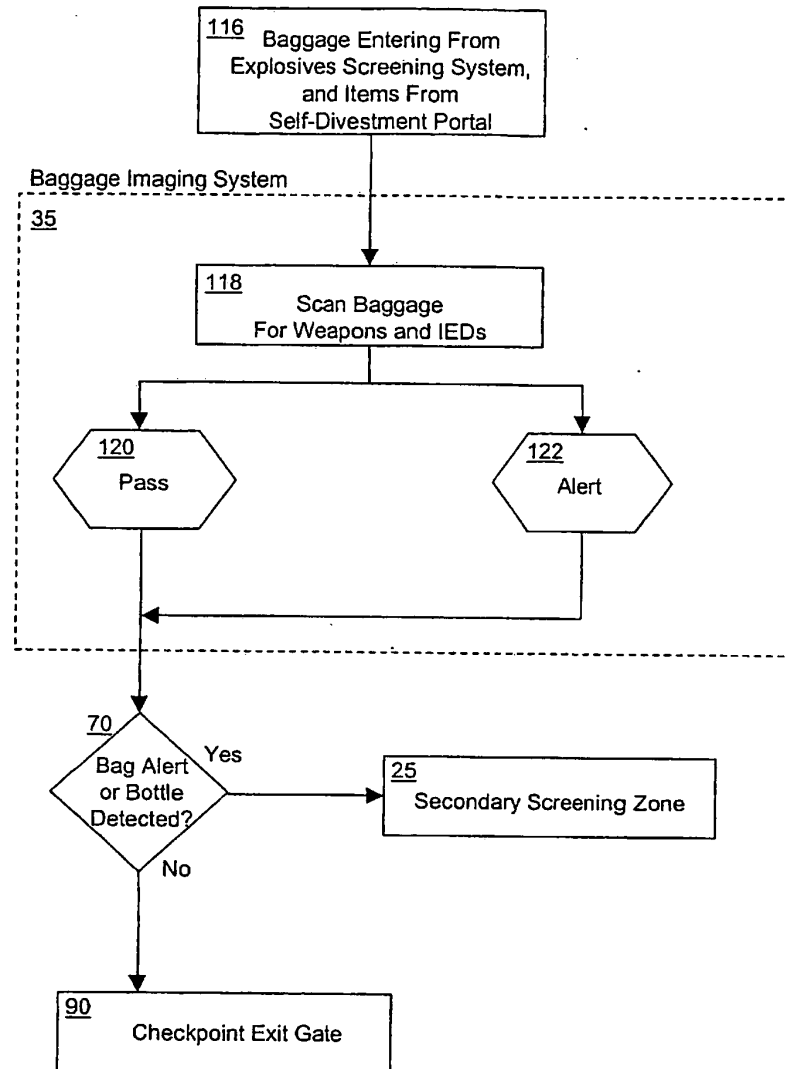 116
Baggage Entering From
Explosives Screening System,
and Items From
Self-Divestment Portal
Baggage Imaging System
35
118
Scan Baggage
For Weapons and IEDs
120
Pass
122
Alert
70
Bag Alert
or Bottle
Detected?
Yes
No
25
Secondary Screening Zone
90
Checkpoint Exit Gate